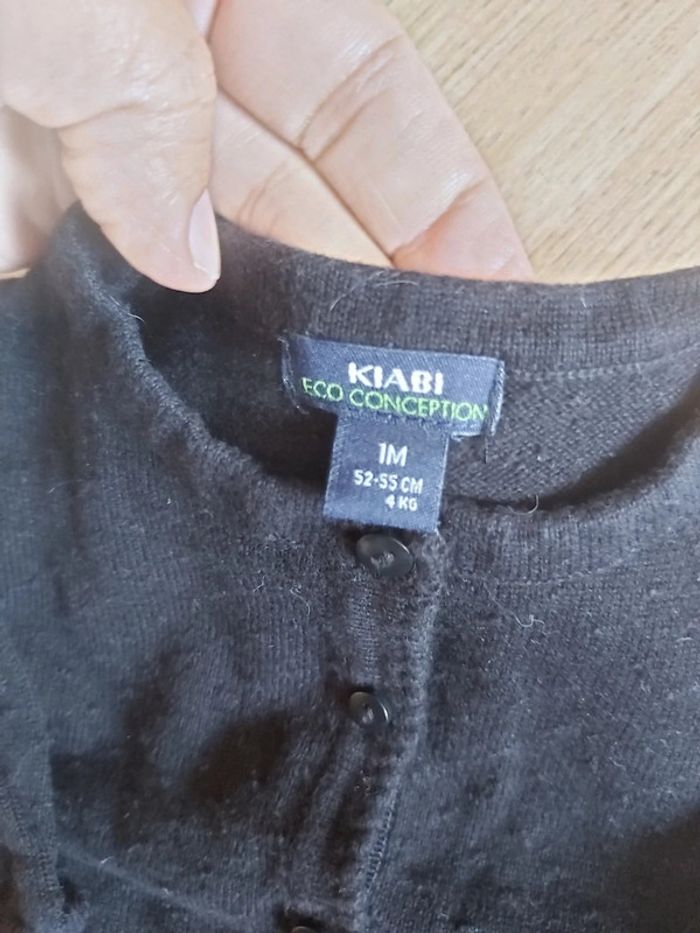 KIABI
ECO CONCEPTION
1M
52-55 CM
4 KG